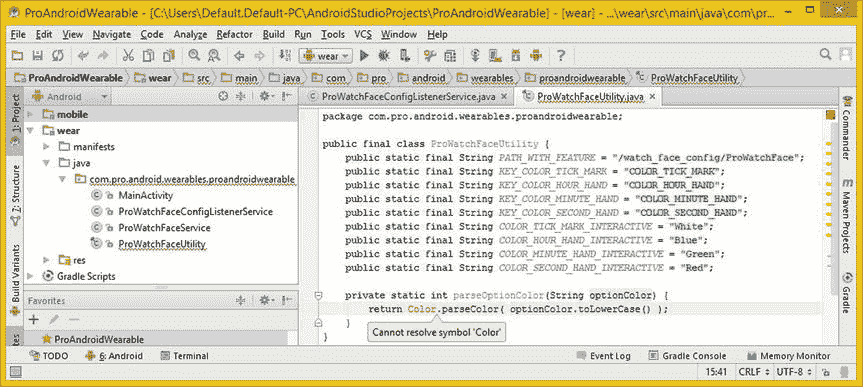 ProAndroidWearable - [C:\Users\Default.Default-PC\AndroidStudioProjects\ProAndroidWearable] - [wear] - ...\wear\src\main\java\com\pr...
File Edit View Navigate Code Analyze Refactor Build Run Tools VCS Window Help
wear
ProAndroidWearable wear src main java com pro android wearables proandroidwearable ProWatchFaceUtility
1: Project
Z: Structure
Build Variants
Android
mobile
wear
manifests
java
com.pro.android.wearables.proandroidwearable
MainActivity
ProWatchFaceConfigListenerService
ProWatchFaceService
ProWatchFaceUtility
res
Gradle Scripts
Favorites
ProAndroidWearable
ProWatchFaceConfigListenerService.java ProWatchFaceUtility.java
package com.pro.android.wearables.proandroidwearable;
public final class ProWatchFaceUtility {
public static final String PATH_WITH_FEATURE = "/watch_face_config/ProWatchFace";
public static final String KEY_COLOR_TICK_MARK = "COLOR_TICK_MARK";
public static final String KEY_COLOR_HOUR_HAND = "COLOR_HOUR_HAND";
public static final String KEY_COLOR_MINUTE_HAND = "COLOR_MINUTE_HAND";
public static final String KEY_COLOR_SECOND_HAND = "COLOR_SECOND_HAND";
public static final String COLOR_TICK_MARK_INTERACTIVE = "White";
public static final String COLOR_HOUR_HAND_INTERACTIVE = "Blue";
public static final String COLOR_MINUTE_HAND_INTERACTIVE = "Green";
public static final String COLOR_SECOND_HAND_INTERACTIVE = "Red";
private static int parseOptionColor(String optionColor) {
return Color.parseColor( optionColor.toLowerCase() );
}
}
Cannot resolve symbol 'Color'
Commander
Maven Projects
Gradle
TODO 6: Android Terminal Event Log Gradle Console Memory Monitor
15:41 CRLF UTF-8